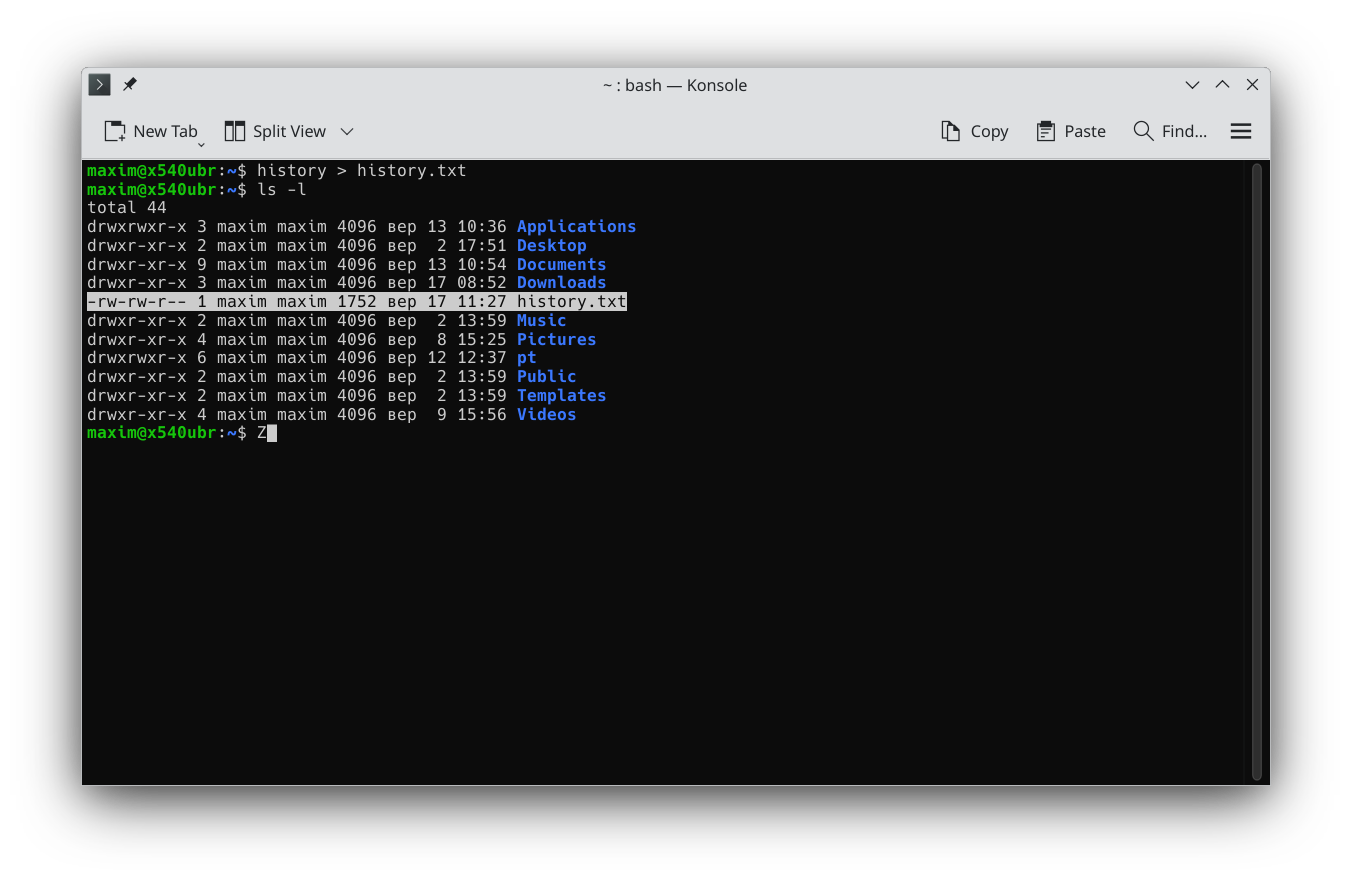 ~ : bash — Konsole
New Tab Split View Copy Paste Find...
maxim@x540ubr:~$ history > history.txt
maxim@x540ubr:~$ ls -l
total 44
drwxrwxr-x 3 maxim maxim 4096 вер 13 10:36 Applications
drwxr-xr-x 2 maxim maxim 4096 вер  2 17:51 Desktop
drwxr-xr-x 9 maxim maxim 4096 вер 13 10:54 Documents
drwxr-xr-x 3 maxim maxim 4096 вер 17 08:52 Downloads
-rw-rw-r-- 1 maxim maxim 1752 вер 17 11:27 history.txt
drwxr-xr-x 2 maxim maxim 4096 вер  2 13:59 Music
drwxr-xr-x 4 maxim maxim 4096 вер  8 15:25 Pictures
drwxrwxr-x 6 maxim maxim 4096 вер 12 12:37 pt
drwxr-xr-x 2 maxim maxim 4096 вер  2 13:59 Public
drwxr-xr-x 2 maxim maxim 4096 вер  2 13:59 Templates
drwxr-xr-x 4 maxim maxim 4096 вер  9 15:56 Videos
maxim@x540ubr:~$ Z